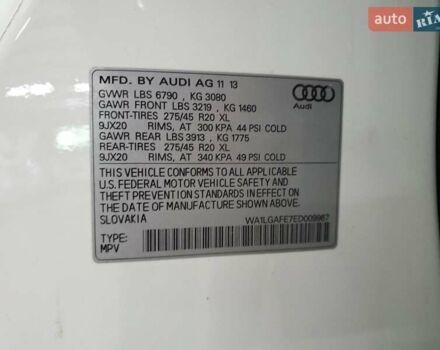 auto RIA
MFD. BY AUDI AG 11 13
GVWR LBS 6790 , KG 3080
GAWR FRONT LBS 3219 , KG 1460
FRONT-TIRES 275/45 R20 XL
9JX20 RIMS, AT 300 KPA 44 PSI COLD
GAWR REAR LBS 3913 , KG 1775
REAR-TIRES 275/45 R20 XL
9JX20 RIMS, AT 340 KPA 49 PSI COLD
Audi
THIS VEHICLE CONFORMS TO ALL APPLICABLE
U.S. FEDERAL MOTOR VEHICLE SAFETY, AND
THEFT PREVENTION STANDARDS IN EFFECT ON
THE DATE OF MANUFACTURE SHOWN ABOVE.
SLOVAKIA
WA1LGAFE7ED009967
TYPE:
MPV